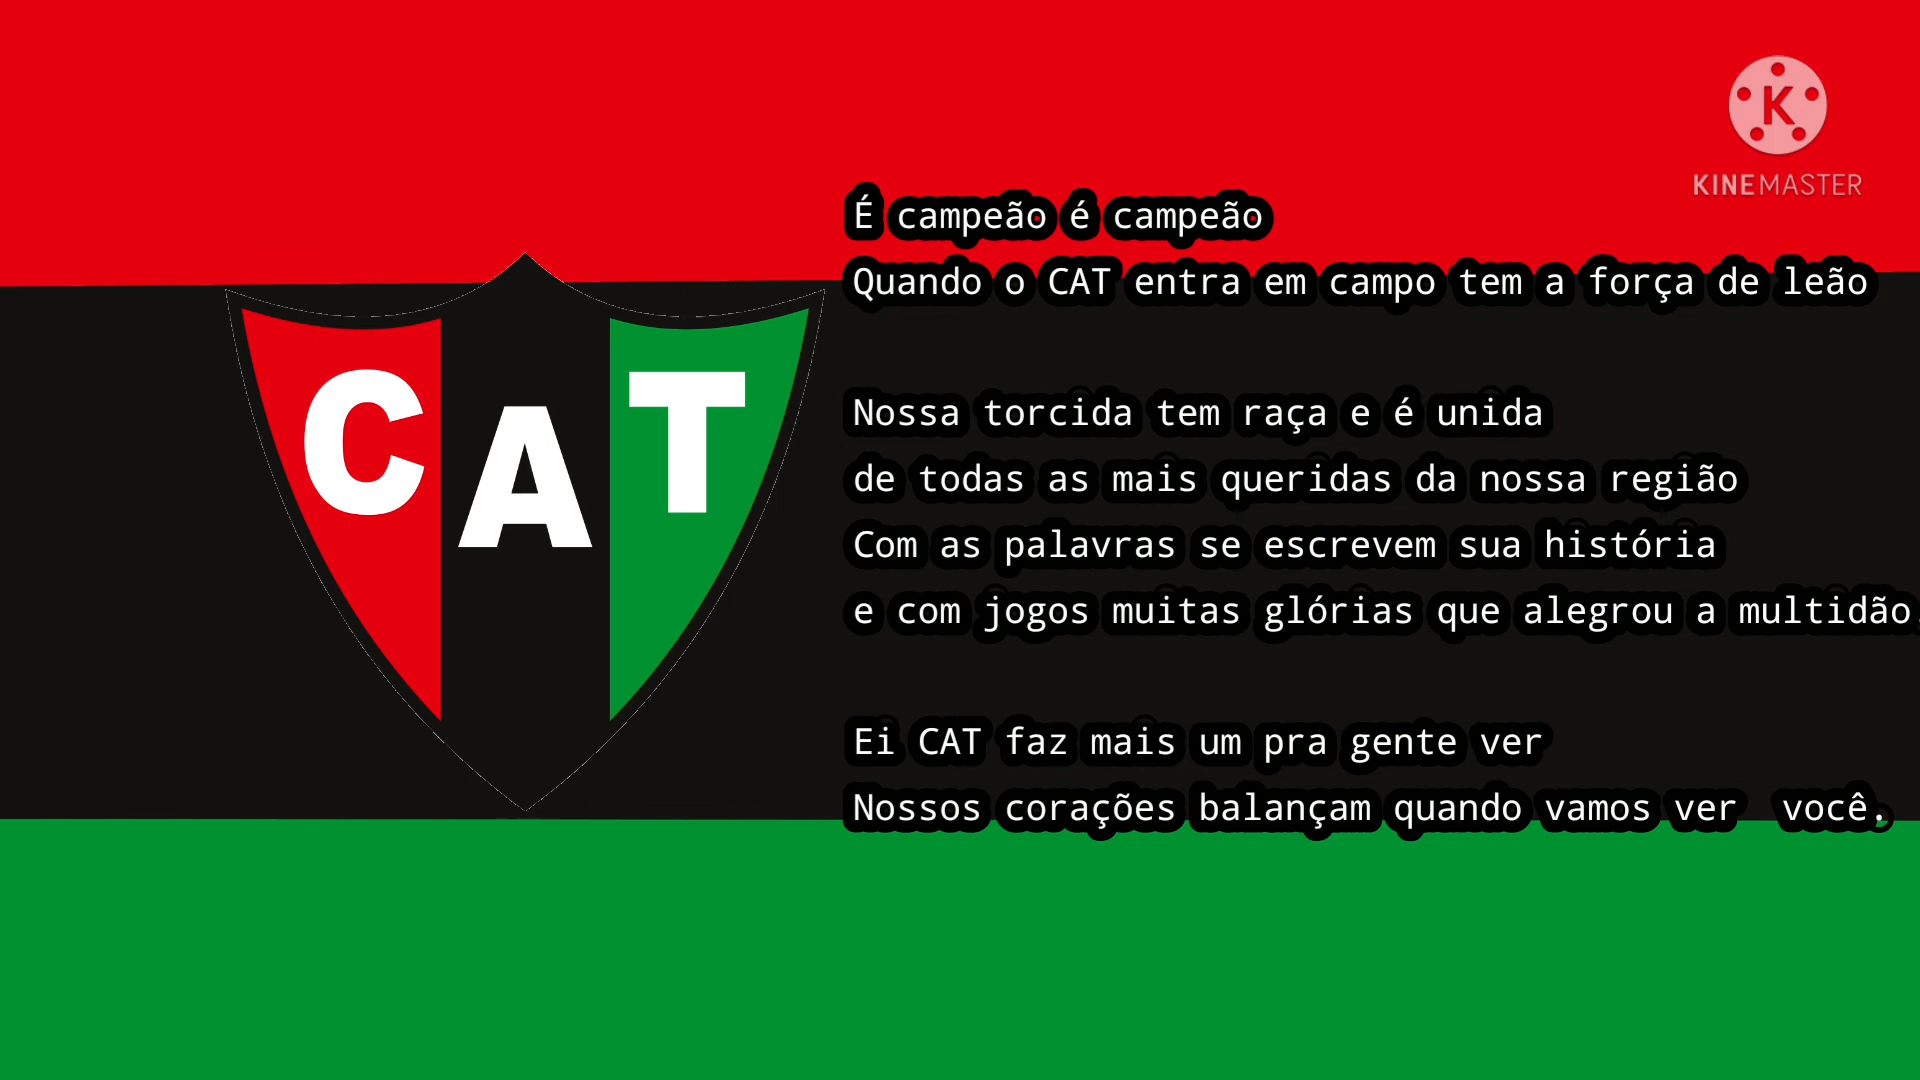 KINEMASTER
É campeão é campeão
Quando o CAT entra em campo tem a força de leão
CAT
Nossa torcida tem raça e é unida
de todas as mais queridas da nossa região
Com as palavras se escrevem sua história
e com jogos muitas glórias que alegrou a multidão.
Ei CAT faz mais um pra gente ver
Nossos corações balançam quando vamos ver você.